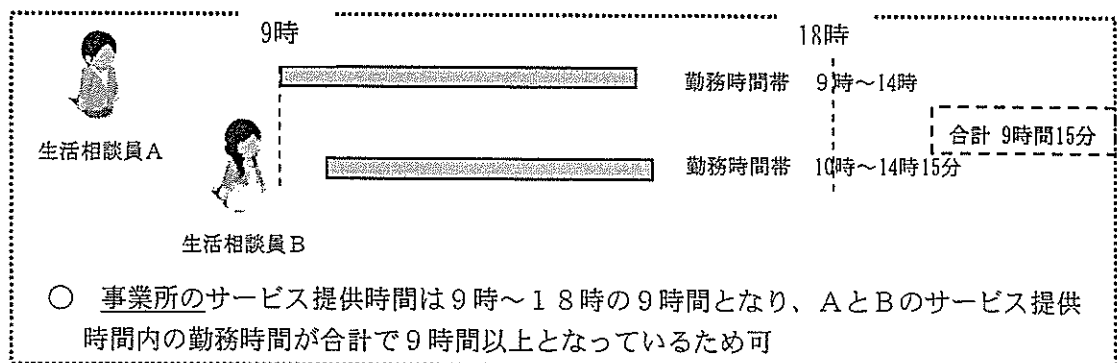 9時
18時
勤務時間帯 9時～14時
生活相談員A
合計 9時間15分
勤務時間帯 10時～14時15分
生活相談員B
○ 事業所のサービス提供時間は9時～18時の9時間となり、AとBのサービス提供
時間内の勤務時間が合計で9時間以上となっているため可